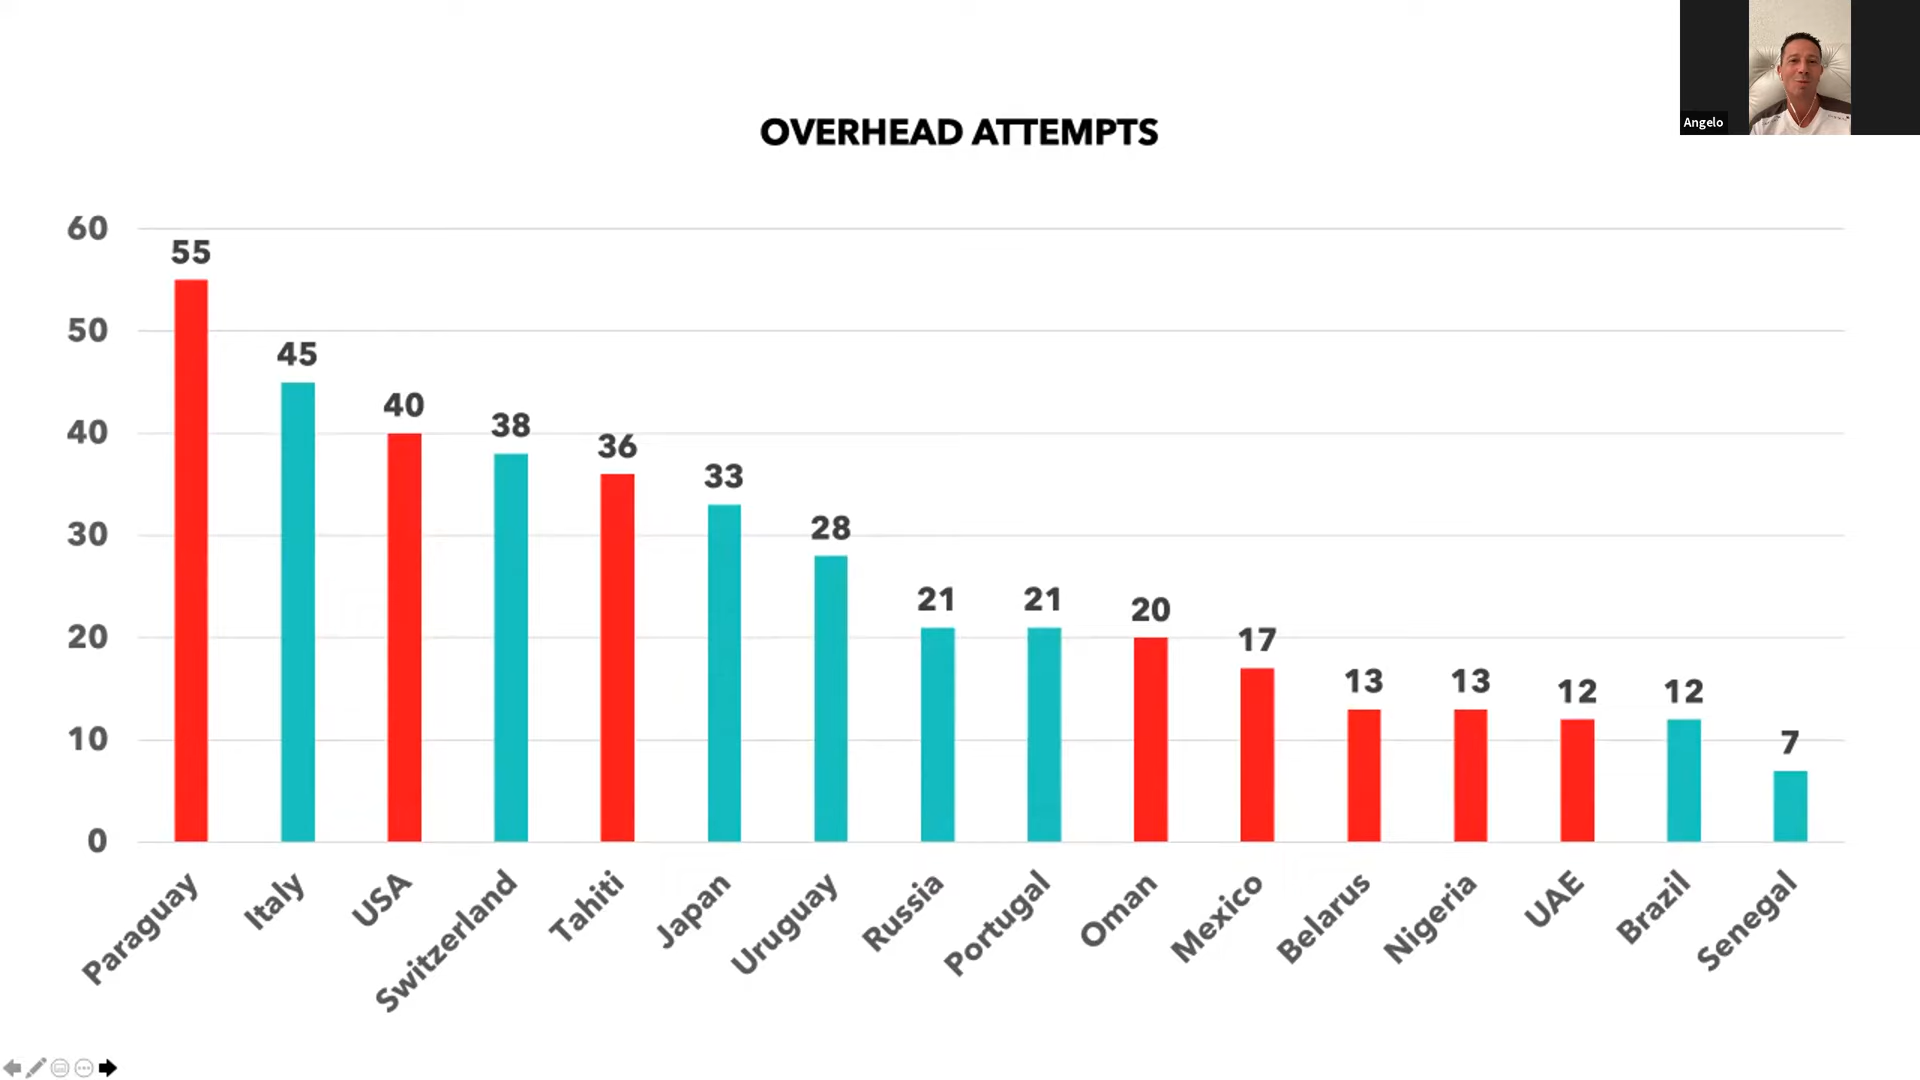 Angelo
OVERHEAD ATTEMPTS
60
50
40
30
20
10
0
55
45
40
38
36
33
28
21
21
20
17
13
13
12
12
7
Paraguay
Italy
USA
Switzerland
Tahiti
Japan
Uruguay
Russia
Portugal
Oman
Mexico
Belarus
Nigeria
UAE
Brazil
Senegal